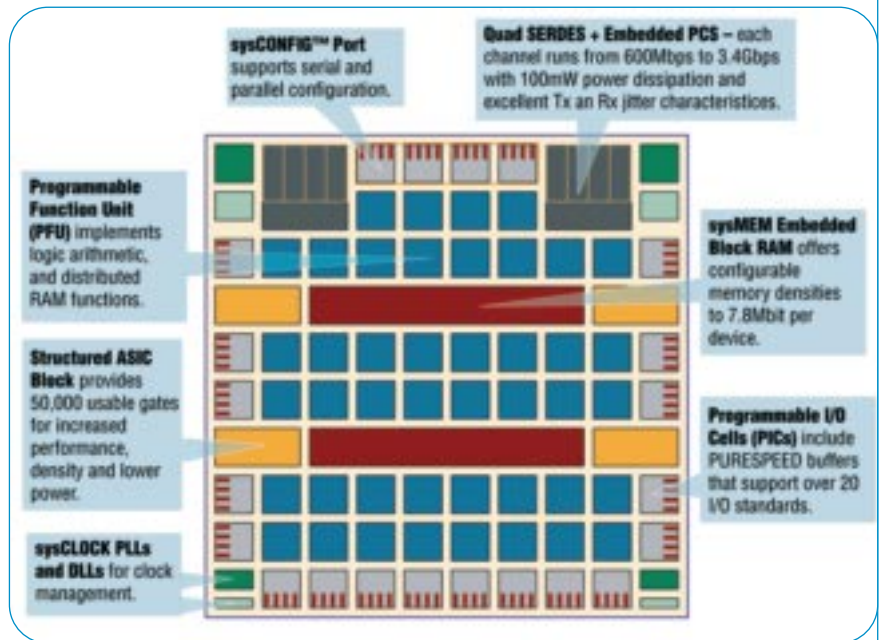 sysCONFIG™ Port
supports serial and
parallel configuration.
Quad SERDES + Embedded PCS – each
channel runs from 600Mbps to 3.4Gbps
with 100mW power dissipation and
excellent Tx an Rx jitter characteristices.
Programmable
Function Unit
(PFU) implements
logic arithmetic,
and distributed
RAM functions.
sysMEM Embedded
Block RAM offers
configurable
memory densities
to 7.8Mbit per
device.
Structured ASIC
Block provides
50,000 usable gates
for increased
performance,
density and lower
power.
Programmable I/O
Cells (PICs) include
PURESPEED buffers
that support over 20
I/O standards.
sysCLOCK PLLs
and DLLs for clock
management.